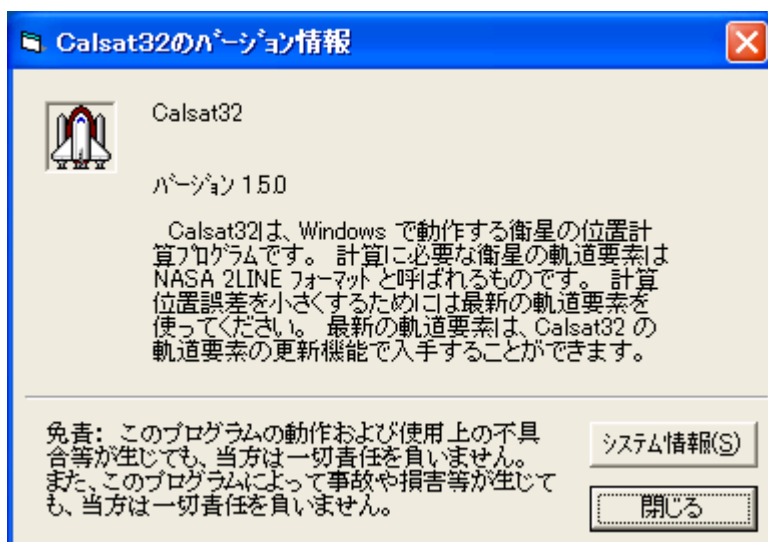 Calsat32のﾊﾞｰｼﾞｮﾝ情報
Calsat32
ﾊﾞｰｼﾞｮﾝ 1.5.0
Calsat32は、Windows で動作する衛星の位置計
算ﾌﾟﾛｸﾞﾗﾑです。 計算に必要な衛星の軌道要素は
NASA 2LINE ﾌｫｰﾏｯﾄ と呼ばれるものです。 計算
位置誤差を小さくするためには最新の軌道要素を
使ってください。 最新の軌道要素は、Calsat32 の
軌道要素の更新機能で入手することができます。
免責: このプログラムの動作および使用上の不具
合等が生じても、当方は一切責任を負いません。
また、このプログラムによって事故や損害等が生じて
も、当方は一切責任を負いません。
ｼｽﾃﾑ情報(S)
閉じる